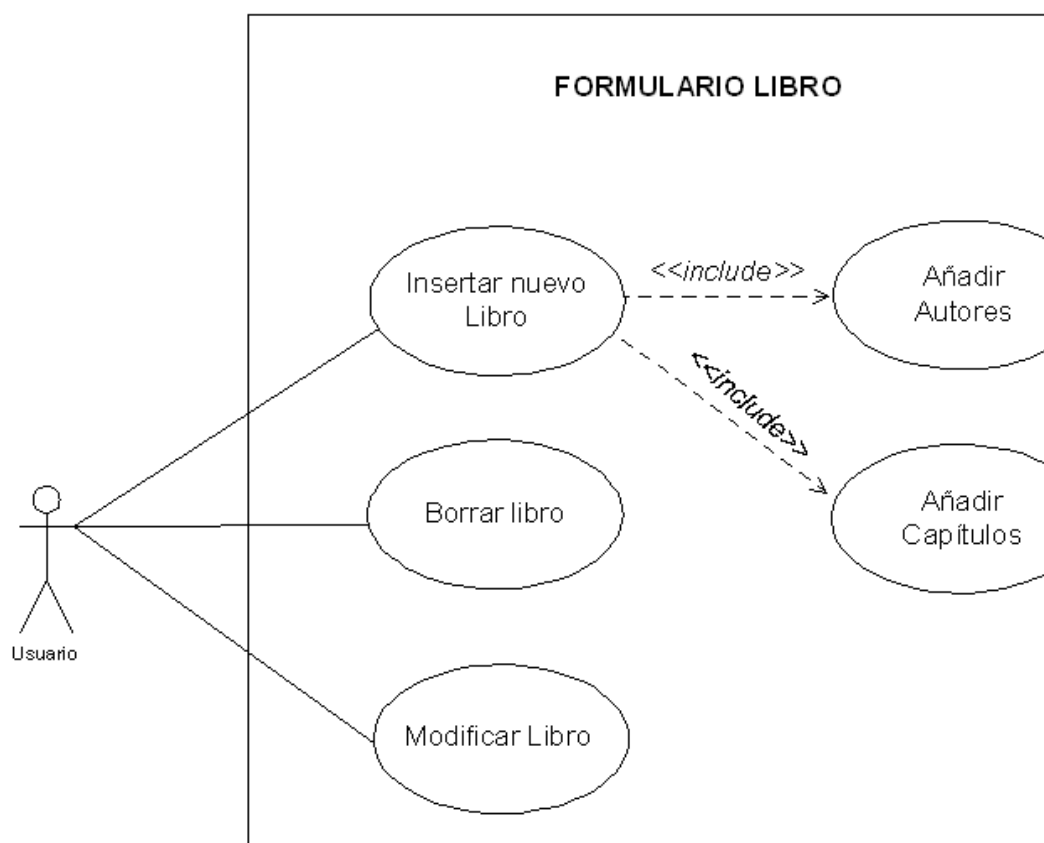 FORMULARIO LIBRO
Insertar nuevo
Libro
<<include>>
Añadir
Autores
<<include>>
Borrar libro
Añadir
Capítulos
Usuario
Modificar Libro